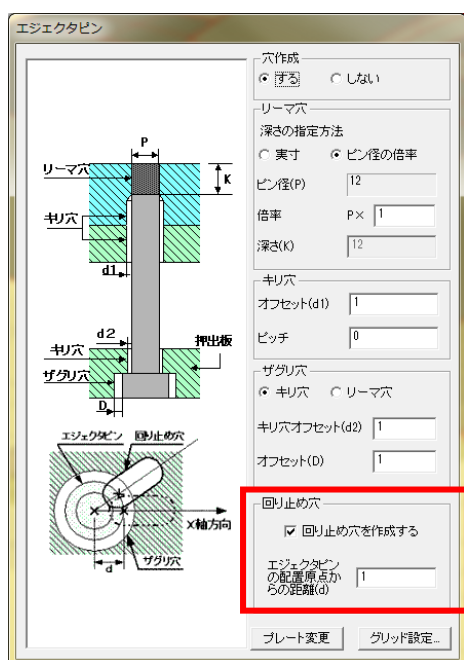 エジェクタピン
P
リーマ穴
K
キリ穴
d1
d2
押出板
キリ穴
ザグリ穴
D
エジェクタピン
回り止め穴
X軸方向
d
ザグリ穴
穴作成
する
しない
リーマ穴
深さの指定方法
実寸
ピン径の倍率
ピン径(P)
12
倍率
P×
1
深さ(K)
12
キリ穴
オフセット(d1)
1
ピッチ
0
ザグリ穴
キリ穴
リーマ穴
キリ穴オフセット(d2)
1
オフセット(D)
1
回り止め穴
回り止め穴を作成する
エジェクタピン
の配置原点か
らの距離(d)
1
プレート変更
グリッド設定...